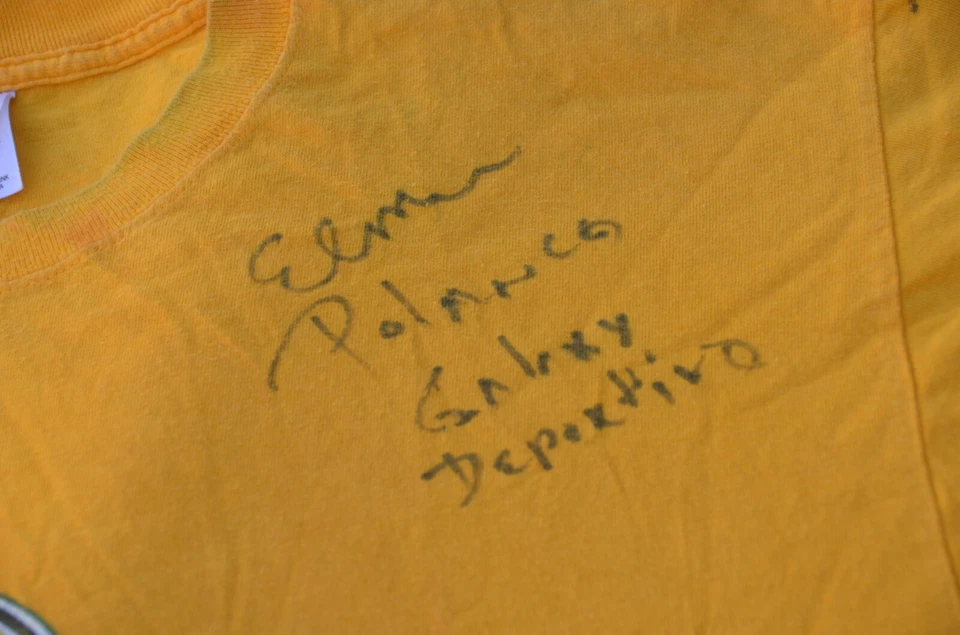 Elmer
Polanco
Galaxy
Deportivo